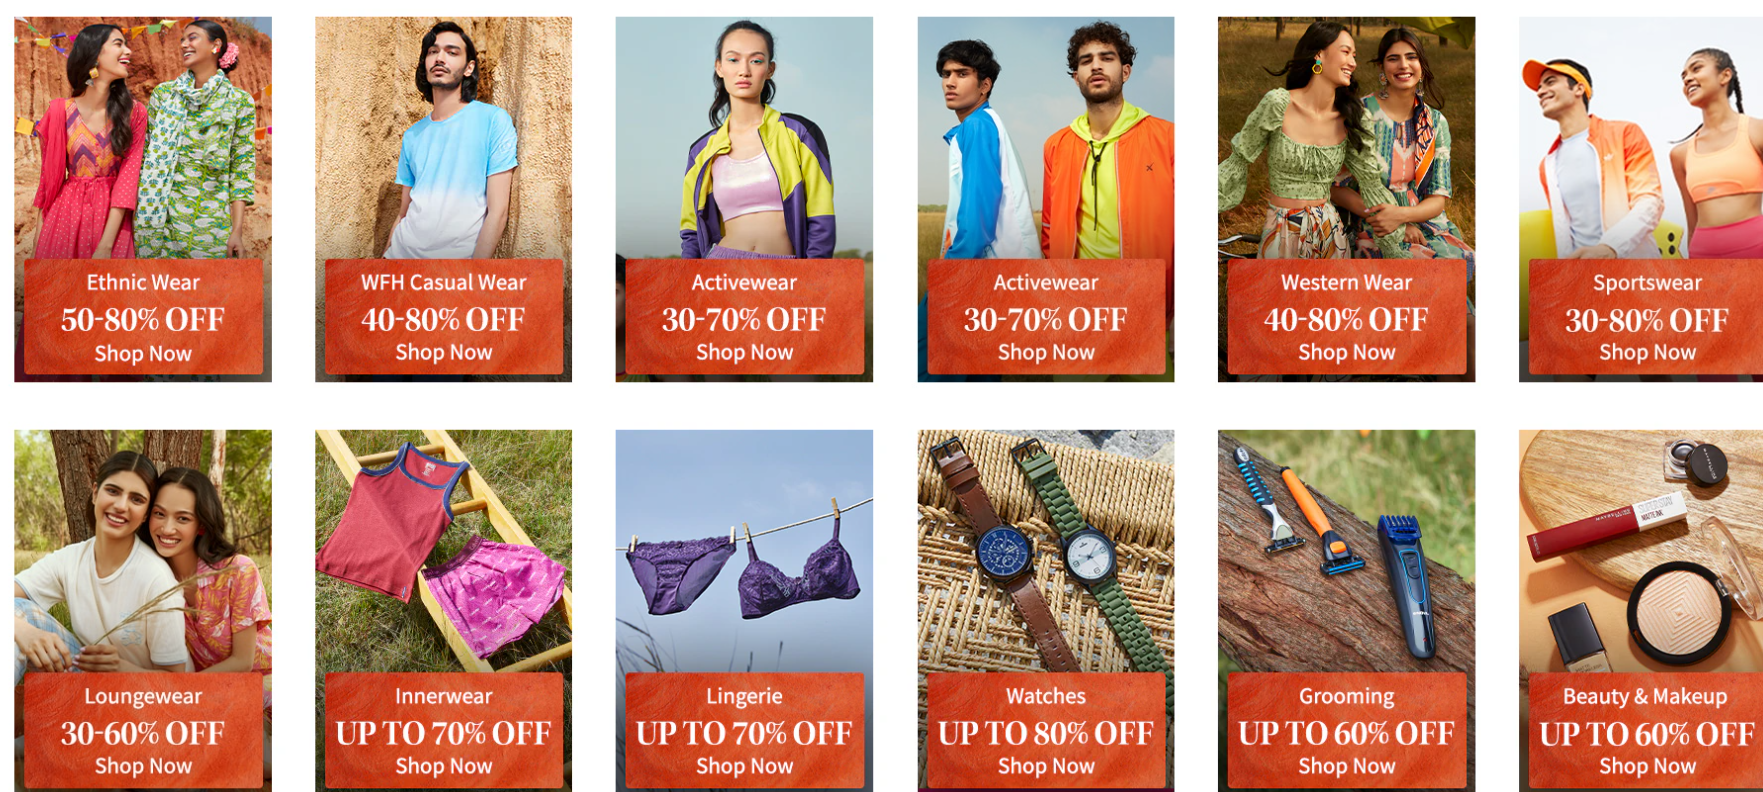 Ethnic Wear
50-80% OFF
Shop Now
WFH Casual Wear
40-80% OFF
Shop Now
Activewear
30-70% OFF
Shop Now
Activewear
30-70% OFF
Shop Now
Western Wear
40-80% OFF
Shop Now
Sportswear
30-80% OFF
Shop Now
Loungewear
30-60% OFF
Shop Now
Innerwear
UP TO 70% OFF
Shop Now
Lingerie
UP TO 70% OFF
Shop Now
Watches
UP TO 80% OFF
Shop Now
Grooming
UP TO 60% OFF
Shop Now
SUPERSTAY
MATTE INK
MAYBELLINE
Beauty & Makeup
UP TO 60% OFF
Shop Now